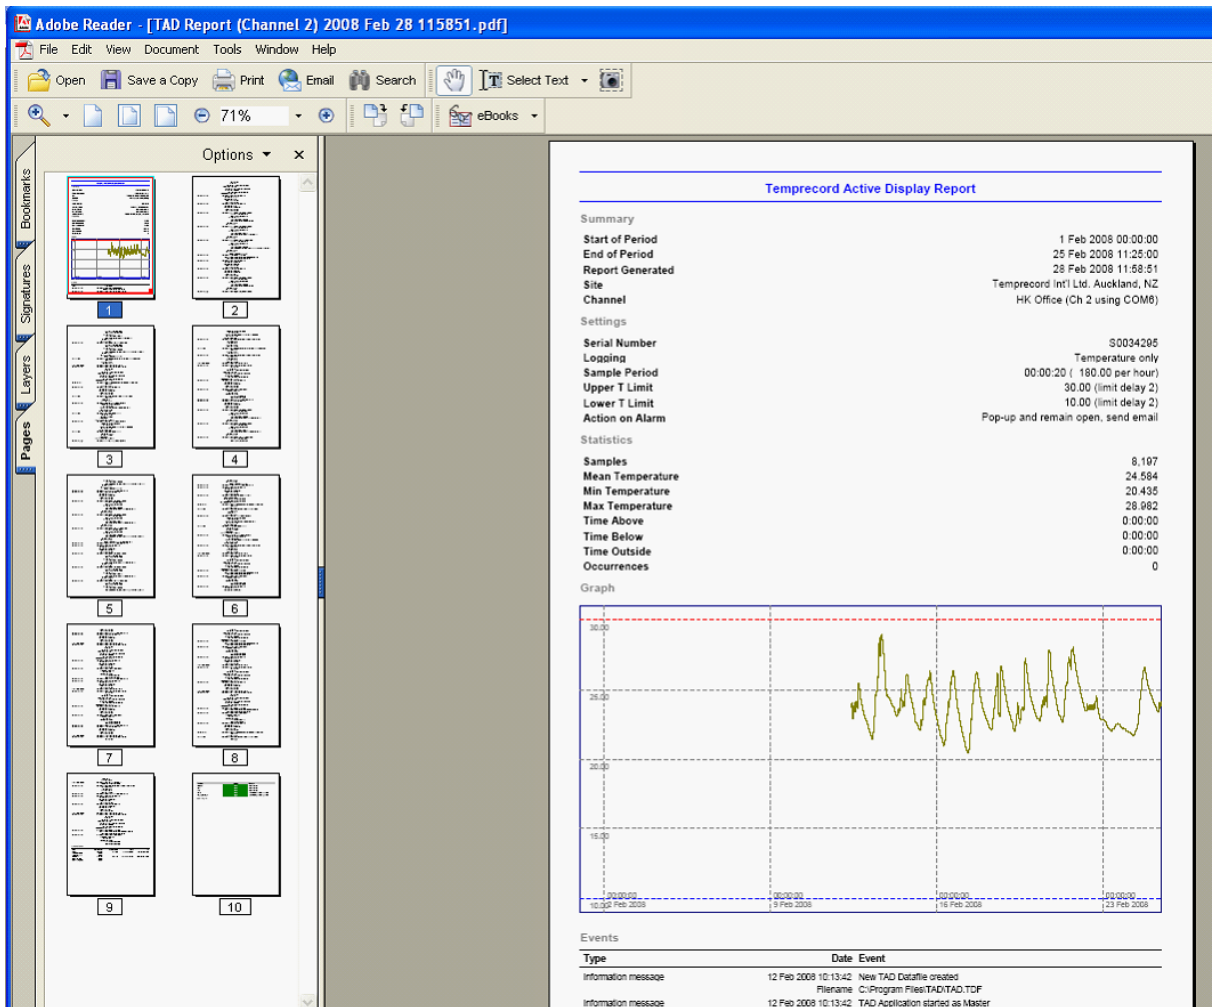 Adobe Reader - [TAD Report (Channel 2) 2008 Feb 28 115851.pdf]
File Edit View Document Tools Window Help
Open Save a Copy Print Email Search Select Text
71% eBooks
Options
Bookmarks
Signatures
Layers
Pages
1 2
3 4
5 6
7 8
9 10
Temprecord Active Display Report
Summary
Start of Period 1 Feb 2008 00:00:00
End of Period 25 Feb 2008 11:25:00
Report Generated 28 Feb 2008 11:58:51
Site Temprecord Int'l Ltd. Auckland, NZ
Channel HK Office (Ch 2 using COM6)
Settings
Serial Number S0034295
Logging Temperature only
Sample Period 00:00:20 ( 180.00 per hour)
Upper T Limit 30.00 (limit delay 2)
Lower T Limit 10.00 (limit delay 2)
Action on Alarm Pop-up and remain open, send email
Statistics
Samples 8,197
Mean Temperature 24.584
Min Temperature 20.435
Max Temperature 28.982
Time Above 0:00:00
Time Below 0:00:00
Time Outside 0:00:00
Occurrences 0
Graph
30.00
25.00
20.00
15.00
00:00:00 00:00:00 00:00:00 00:00:00
10.00 2 Feb 2008 9 Feb 2008 16 Feb 2008 23 Feb 2008
Events
Type Date Event
Information message 12 Feb 2008 10:13:42 New TAD Datafile created
Filename C:\Program Files\TAD\TAD.TDF
Information message 12 Feb 2008 10:13:42 TAD Application started as Master